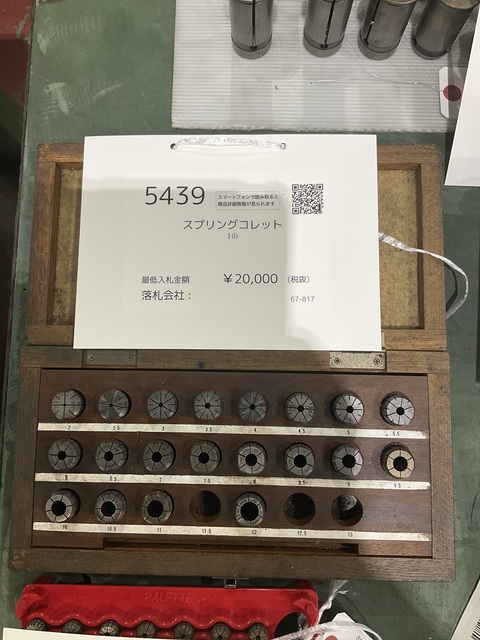 5439
スマートフォンで読み取ると
商品詳細情報が見られます
スプリングコレット
1山
最低入札金額 ￥20,000 (税抜)
落札会社：
67-817
2 2.5 3 3.5 4 4.5 5 5.5
6 6.5 7 7.5 8 8.5 9 9.5
10 10.5 11 11.5 12 12.5 13
PALETTE